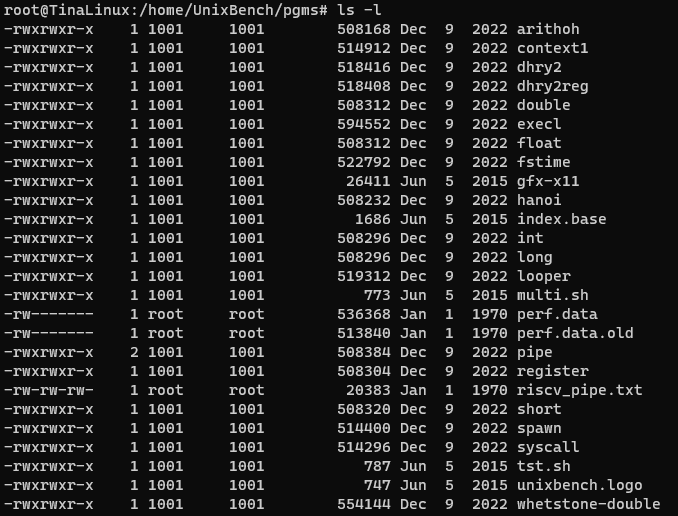 root@TinaLinux:/home/UnixBench/pgms# ls -l
-rwxrwxr-x    1 1001     1001        508168 Dec  9  2022 arithoh
-rwxrwxr-x    1 1001     1001        514912 Dec  9  2022 context1
-rwxrwxr-x    1 1001     1001        518416 Dec  9  2022 dhry2
-rwxrwxr-x    1 1001     1001        518408 Dec  9  2022 dhry2reg
-rwxrwxr-x    1 1001     1001        508312 Dec  9  2022 double
-rwxrwxr-x    1 1001     1001        594552 Dec  9  2022 execl
-rwxrwxr-x    1 1001     1001        508312 Dec  9  2022 float
-rwxrwxr-x    1 1001     1001        522792 Dec  9  2022 fstime
-rwxrwxr-x    1 1001     1001         26411 Jun  5  2015 gfx-x11
-rwxrwxr-x    1 1001     1001        508232 Dec  9  2022 hanoi
-rwxrwxr-x    1 1001     1001          1686 Jun  5  2015 index.base
-rwxrwxr-x    1 1001     1001        508296 Dec  9  2022 int
-rwxrwxr-x    1 1001     1001        508296 Dec  9  2022 long
-rwxrwxr-x    1 1001     1001        519312 Dec  9  2022 looper
-rwxrwxr-x    1 1001     1001           773 Jun  5  2015 multi.sh
-rw-------    1 root     root        536368 Jan  1  1970 perf.data
-rw-------    1 root     root        513840 Jan  1  1970 perf.data.old
-rwxrwxr-x    2 1001     1001        508384 Dec  9  2022 pipe
-rwxrwxr-x    1 1001     1001        508304 Dec  9  2022 register
-rw-rw-rw-    1 root     root         20383 Jan  1  1970 riscv_pipe.txt
-rwxrwxr-x    1 1001     1001        508320 Dec  9  2022 short
-rwxrwxr-x    1 1001     1001        514400 Dec  9  2022 spawn
-rwxrwxr-x    1 1001     1001        514296 Dec  9  2022 syscall
-rwxrwxr-x    1 1001     1001           787 Jun  5  2015 tst.sh
-rwxrwxr-x    1 1001     1001           747 Jun  5  2015 unixbench.logo
-rwxrwxr-x    1 1001     1001        554144 Dec  9  2022 whetstone-double